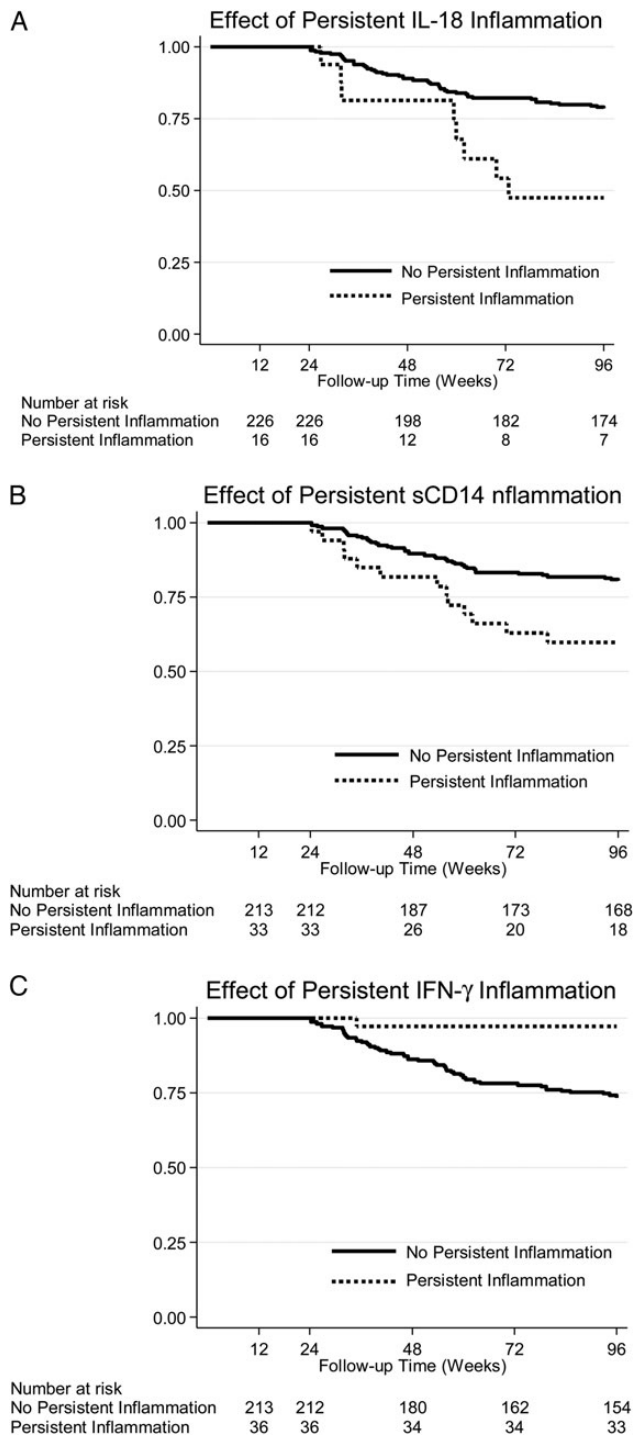 A
Effect of Persistent IL-18 Inflammation
1.00
0.75
0.50
0.25
0.00
No Persistent Inflammation
Persistent Inflammation
12 24 48 72 96
Follow-up Time (Weeks)
Number at risk
No Persistent Inflammation 226 226 198 182 174
Persistent Inflammation 16 16 12 8 7
B
Effect of Persistent sCD14 nflammation
1.00
0.75
0.50
0.25
0.00
No Persistent Inflammation
Persistent Inflammation
12 24 48 72 96
Follow-up Time (Weeks)
Number at risk
No Persistent Inflammation 213 212 187 173 168
Persistent Inflammation 33 33 26 20 18
C
Effect of Persistent IFN-γ Inflammation
1.00
0.75
0.50
0.25
0.00
No Persistent Inflammation
Persistent Inflammation
12 24 48 72 96
Follow-up Time (Weeks)
Number at risk
No Persistent Inflammation 213 212 180 162 154
Persistent Inflammation 36 36 34 34 33